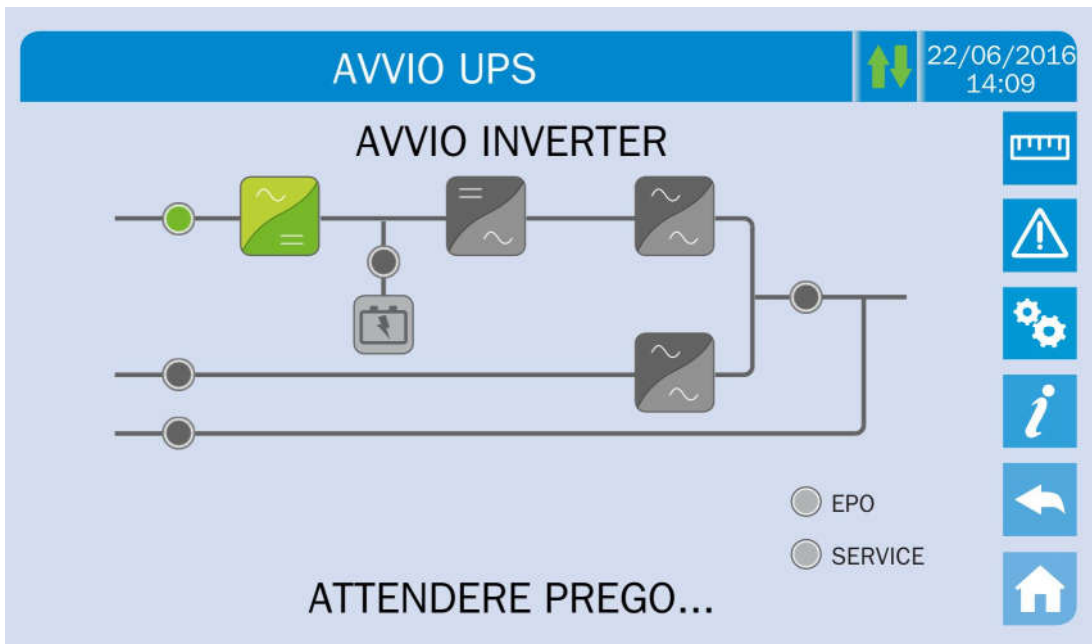 AVVIO UPS
22/06/2016
14:09
AVVIO INVERTER
EPO
SERVICE
ATTENDERE PREGO...